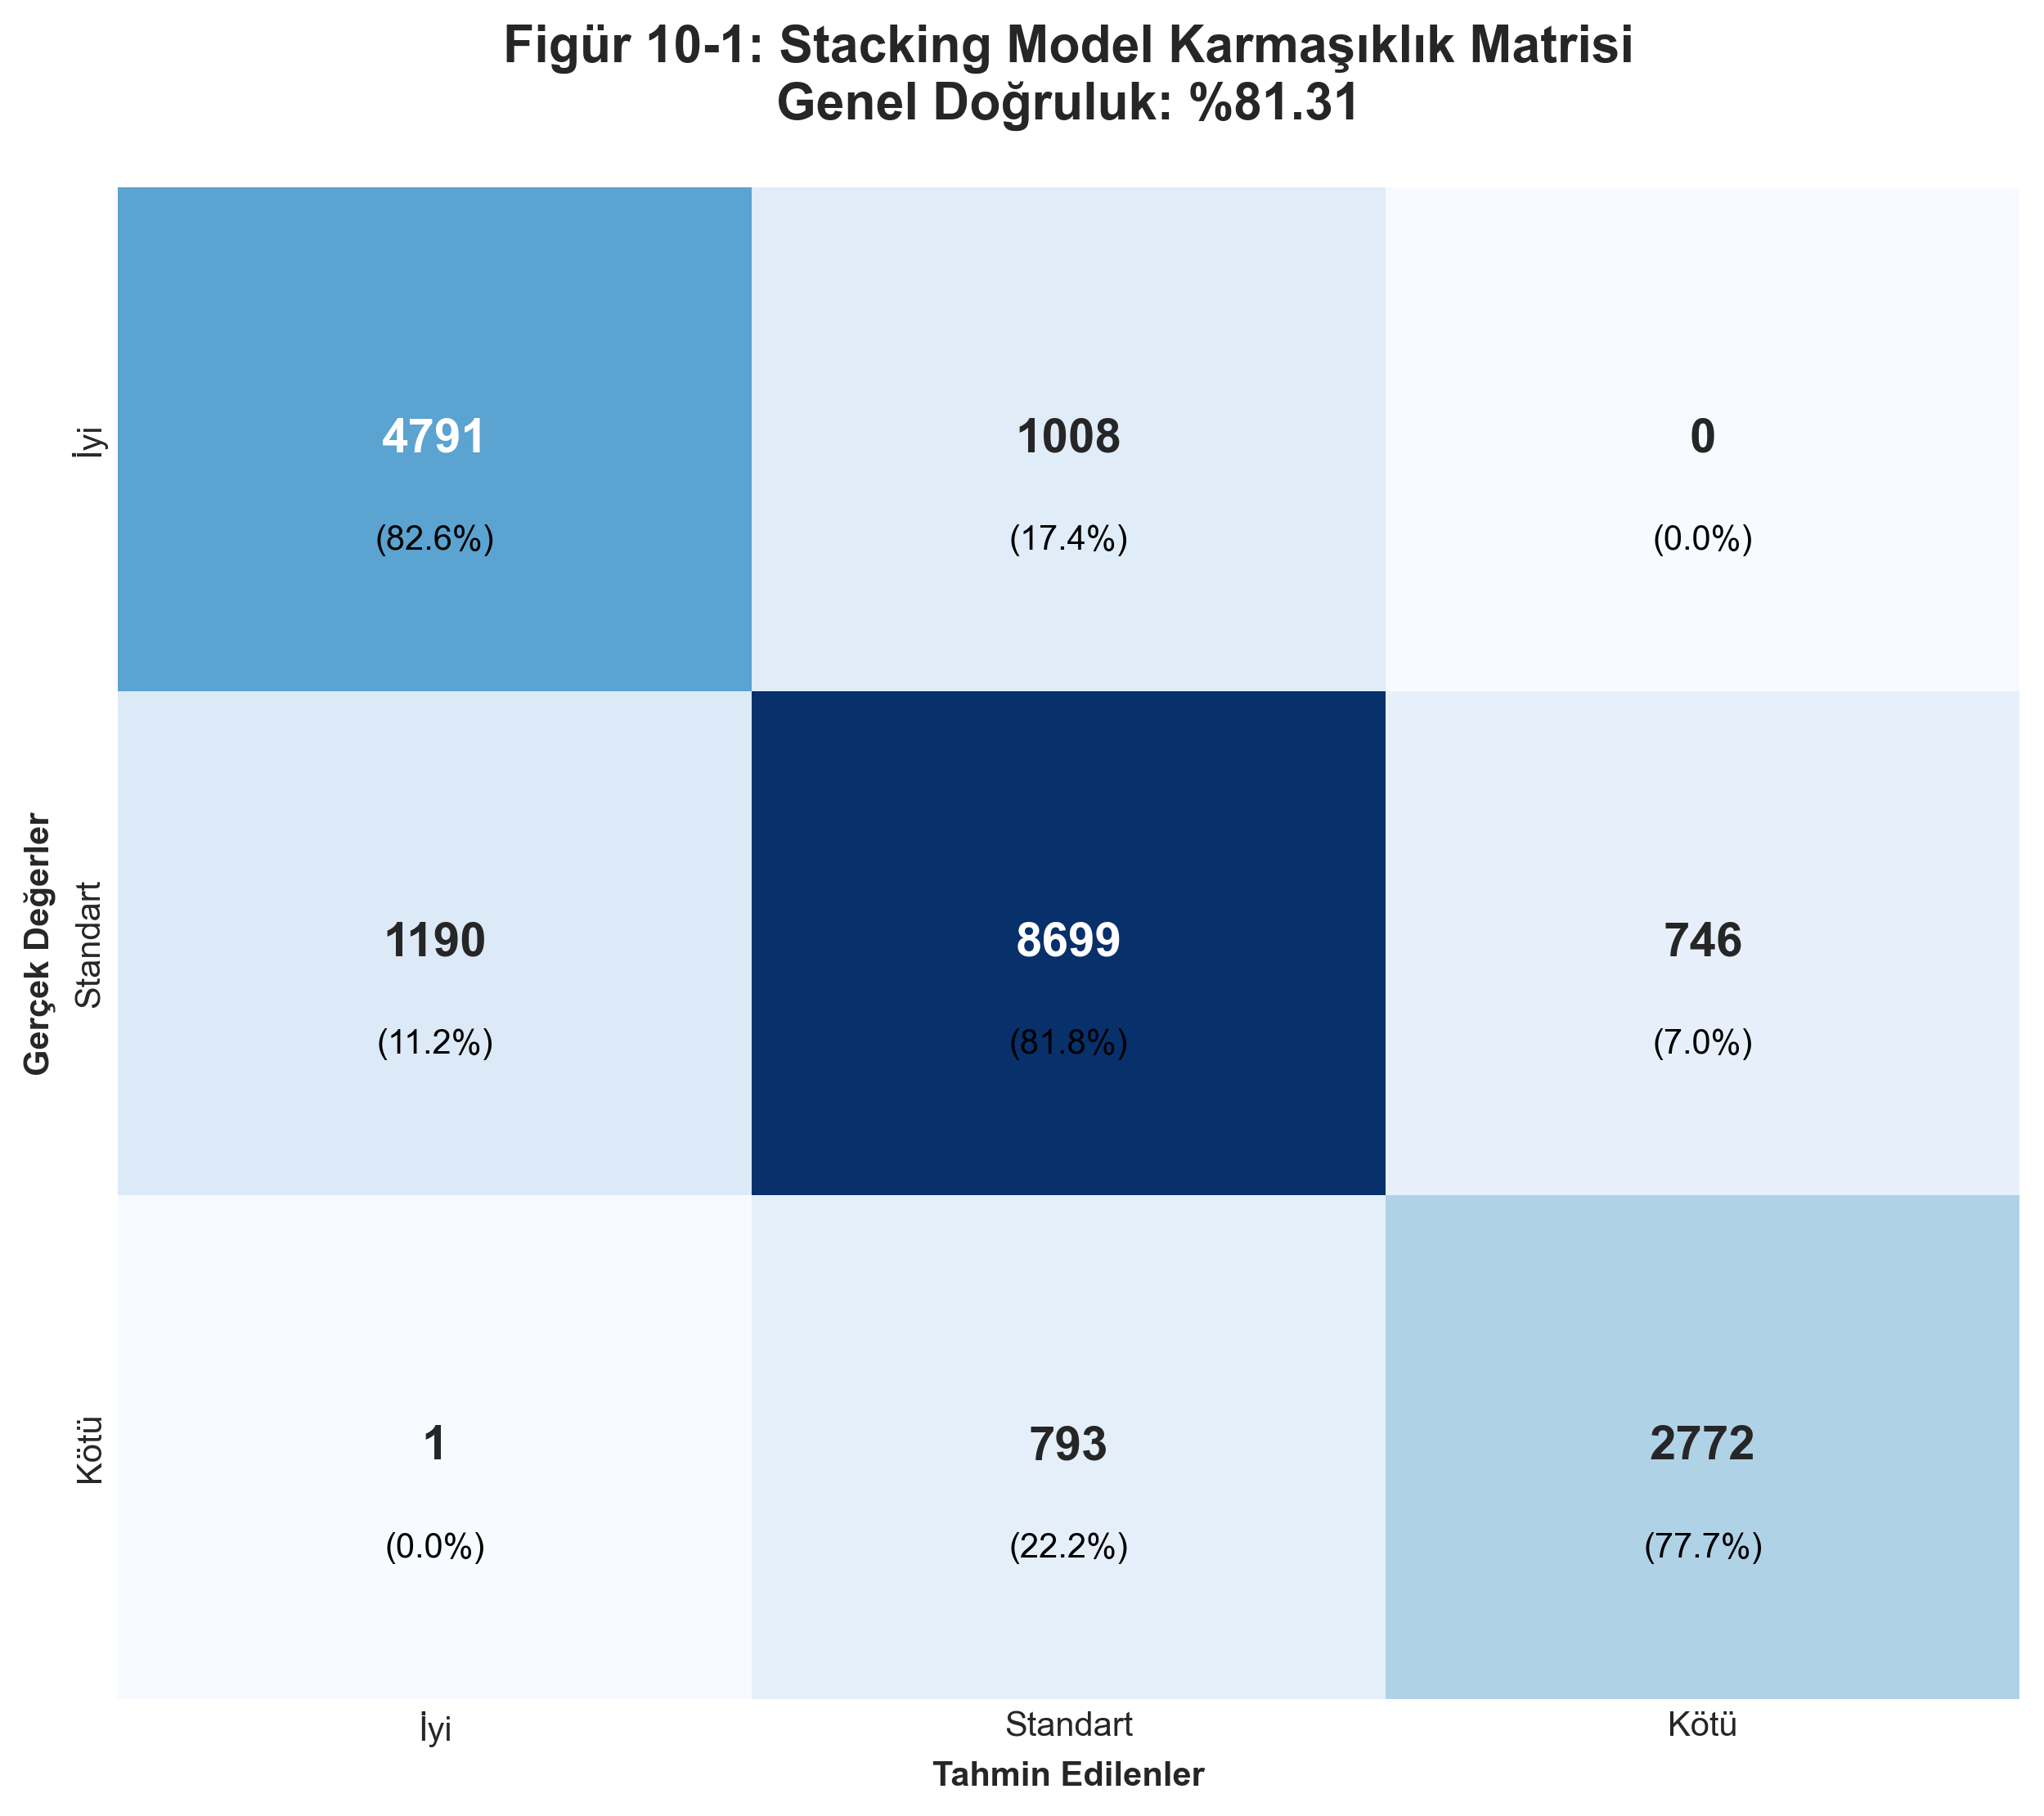 Figür 10-1: Stacking Model Karmaşıklık Matrisi
Genel Doğruluk: %81.31
Gerçek Değerler
İyi
4791
1008
0
(82.6%)
(17.4%)
(0.0%)
Standart
1190
8699
746
(11.2%)
(81.8%)
(7.0%)
Kötü
1
793
2772
(0.0%)
(22.2%)
(77.7%)
İyi
Standart
Kötü
Tahmin Edilenler